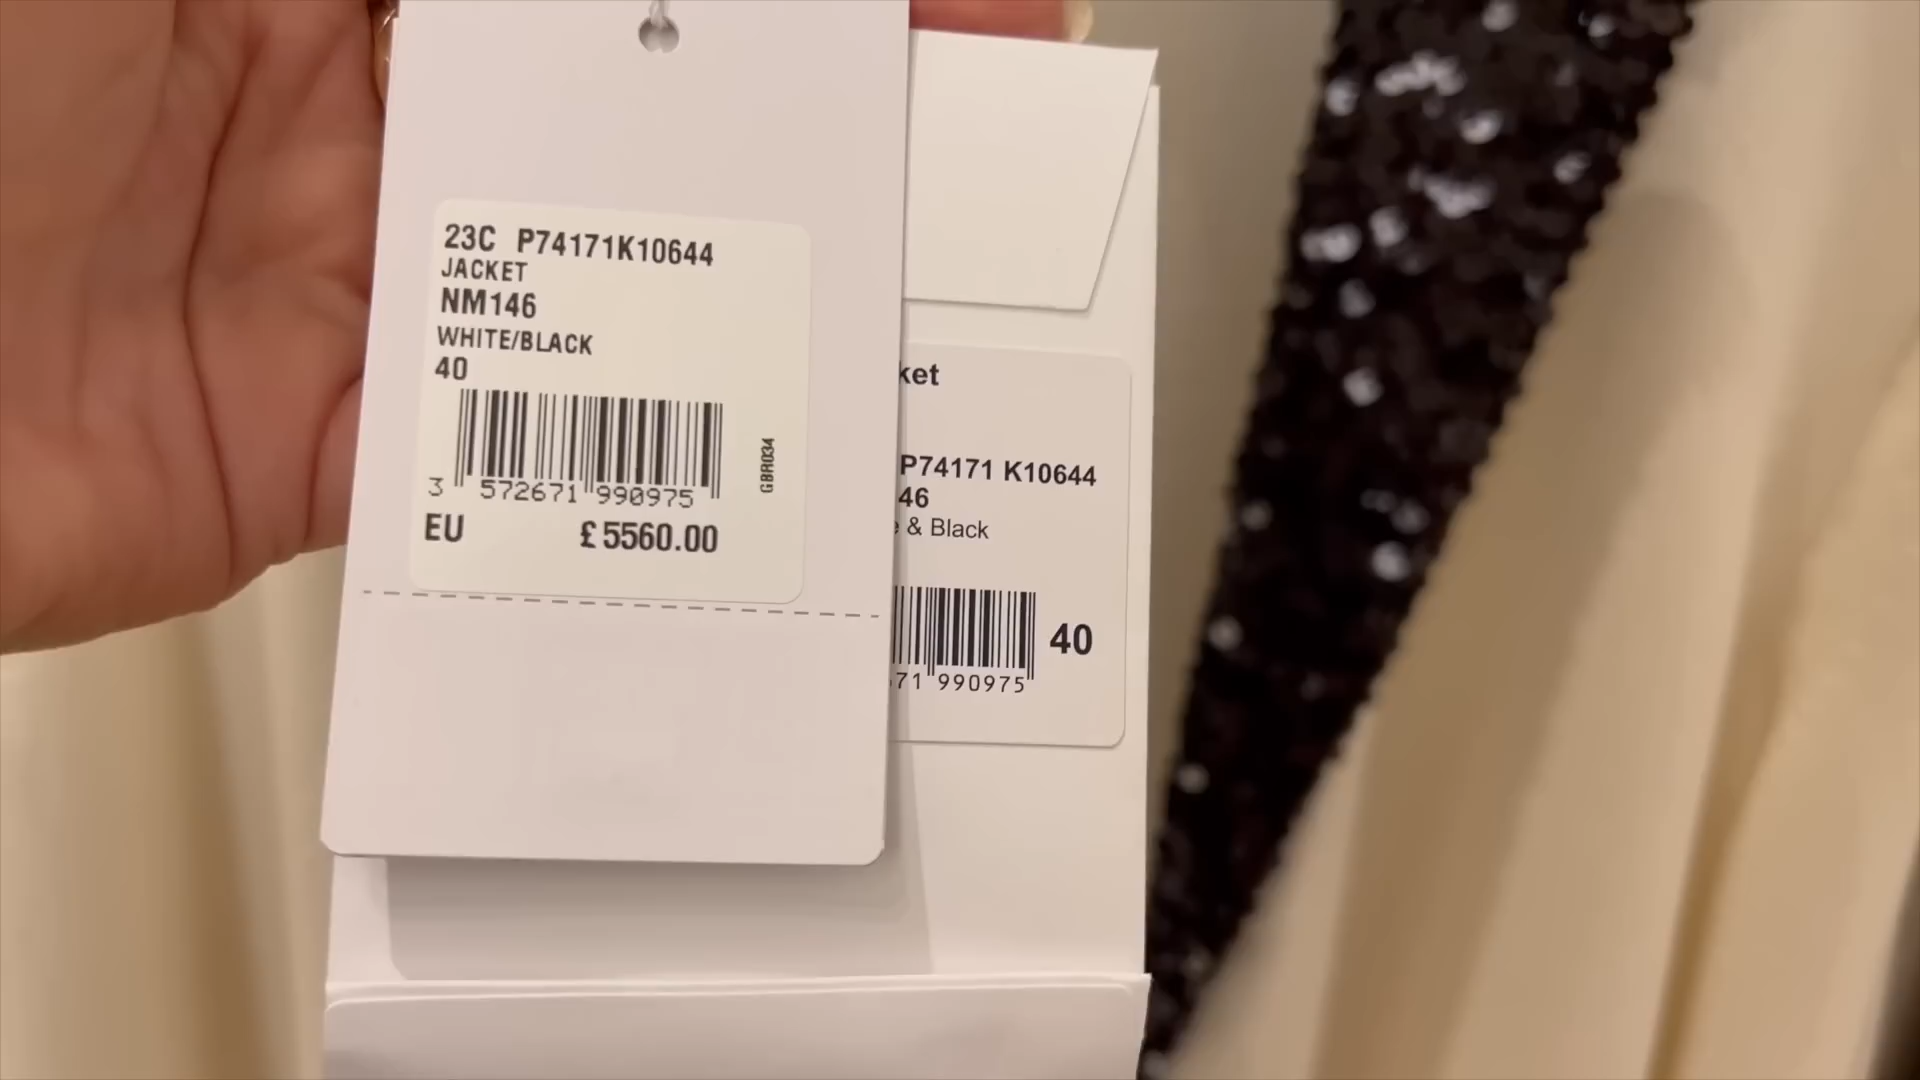 23C P74171K10644
JACKET
NM146
WHITE/BLACK
40
GBR034
3 572671 990975
EU £5560.00
ket
P74171 K10644
46
& Black
40
71 990975